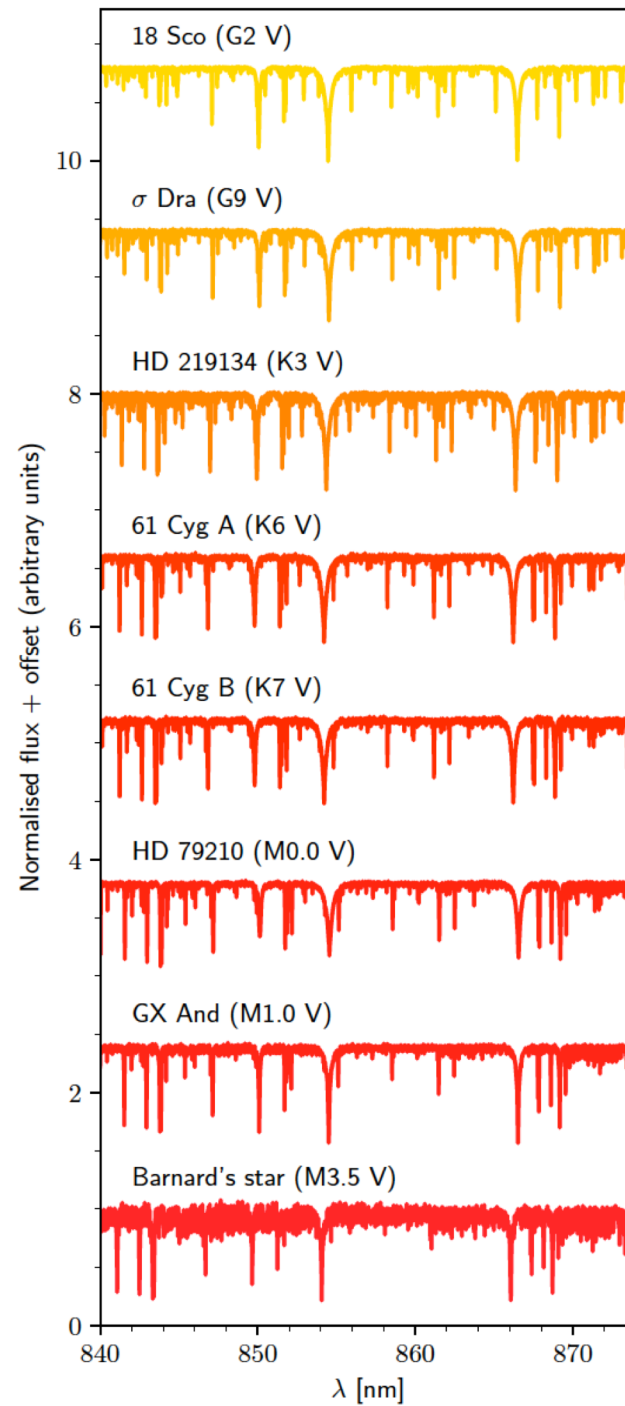 18 Sco (G2 V)
10
σ Dra (G9 V)
HD 219134 (K3 V)
8
61 Cyg A (K6 V)
6
61 Cyg B (K7 V)
HD 79210 (M0.0 V)
4
GX And (M1.0 V)
2
Barnard's star (M3.5 V)
0
840 850 860 870
λ [nm]
Normalised flux + offset (arbitrary units)